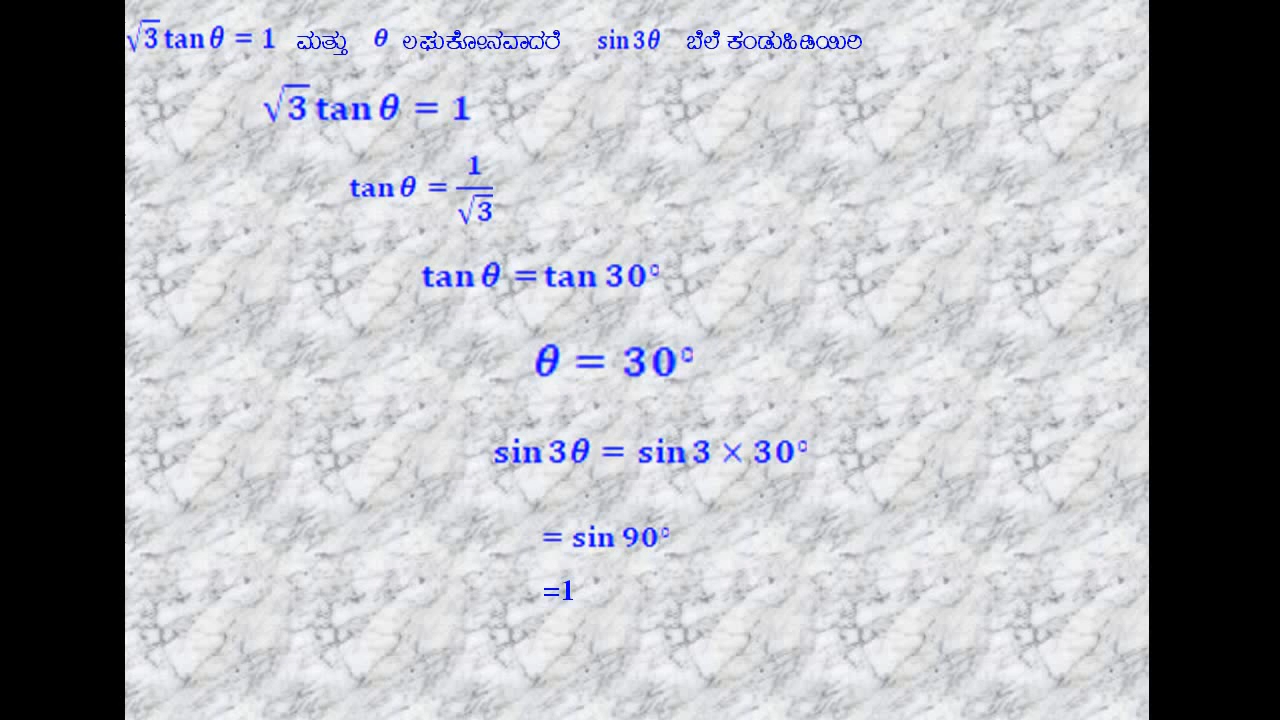 √3 tan θ = 1 ಮತ್ತು θ ಲಘುಕೋನವಾದರೆ sin 3θ ಬೆಲೆ ಕಂಡುಹಿಡಿಯಿರಿ
√3 tan θ = 1
tan θ = 1/√3
tan θ = tan 30°
θ = 30°
sin 3θ = sin 3 × 30°
= sin 90°
=1